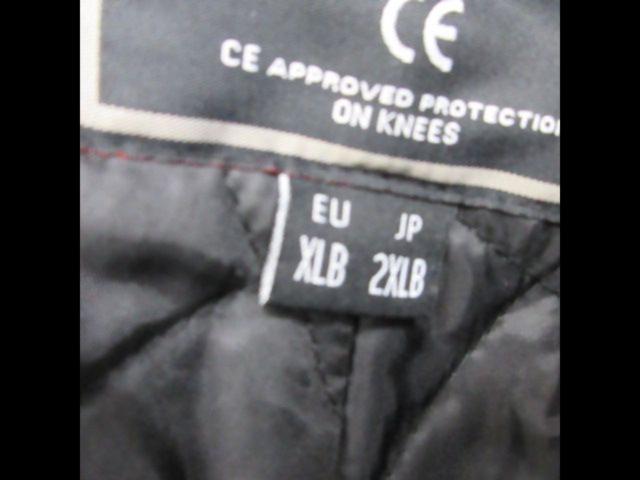 CE
CE APPROVED PROTECTION
ON KNEES
EU JP
XLB 2XLB